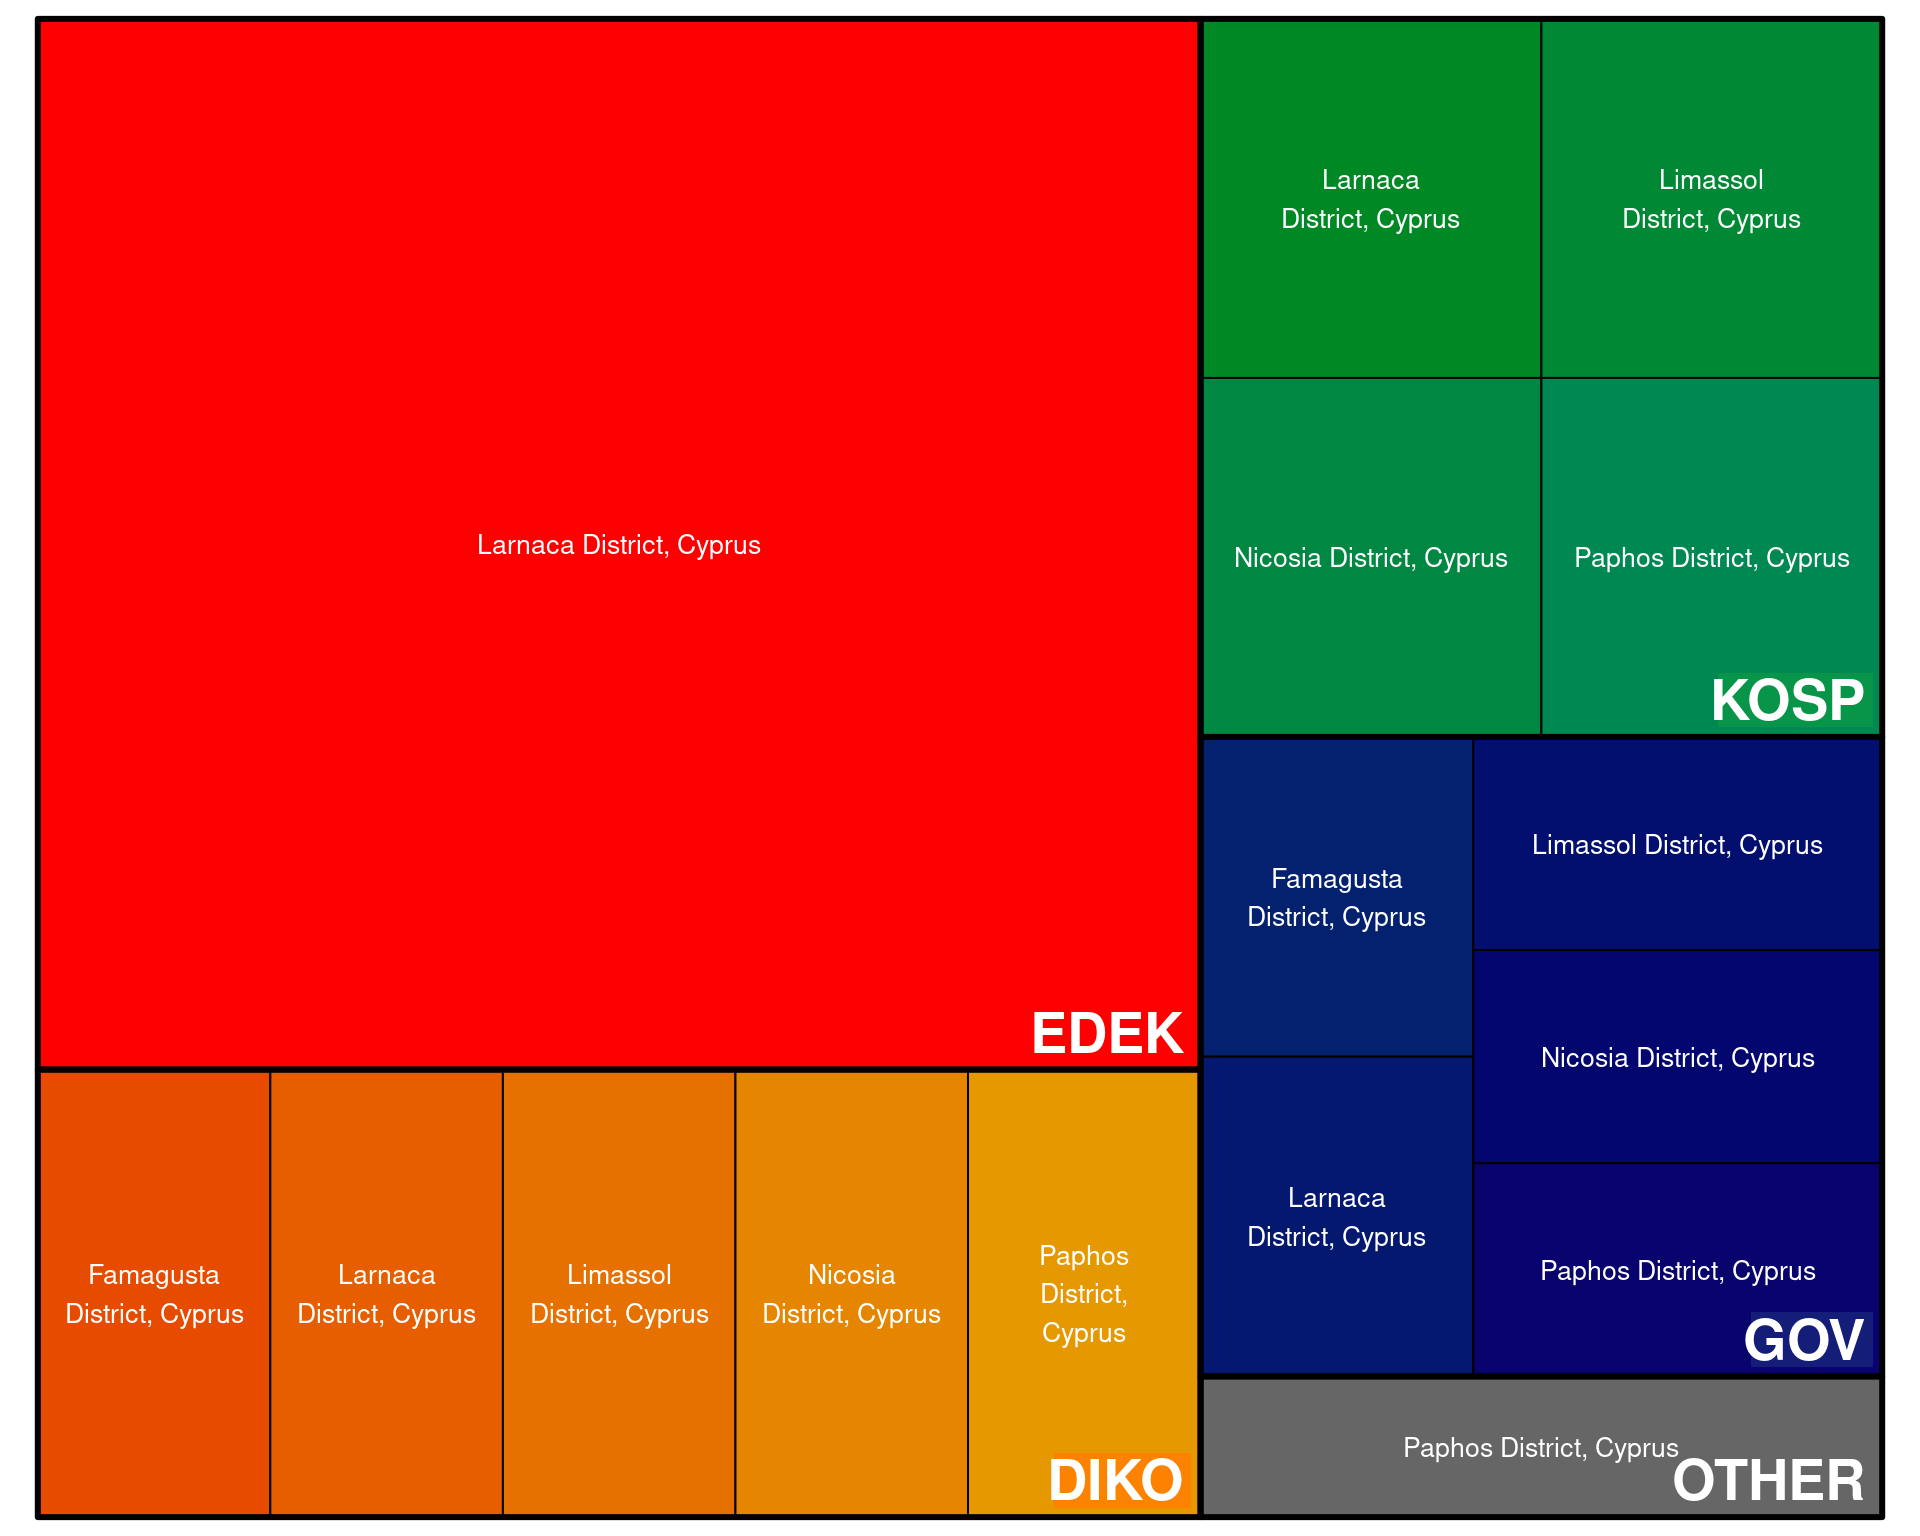 Larnaca District, Cyprus
EDEK
Famagusta
District, Cyprus
Larnaca
District, Cyprus
Limassol
District, Cyprus
Nicosia
District, Cyprus
Paphos
District,
Cyprus
DIKO
Larnaca
District, Cyprus
Limassol
District, Cyprus
Nicosia District, Cyprus
Paphos District, Cyprus
KOSP
Famagusta
District, Cyprus
Larnaca
District, Cyprus
Limassol District, Cyprus
Nicosia District, Cyprus
Paphos District, Cyprus
GOV
Paphos District, Cyprus
OTHER